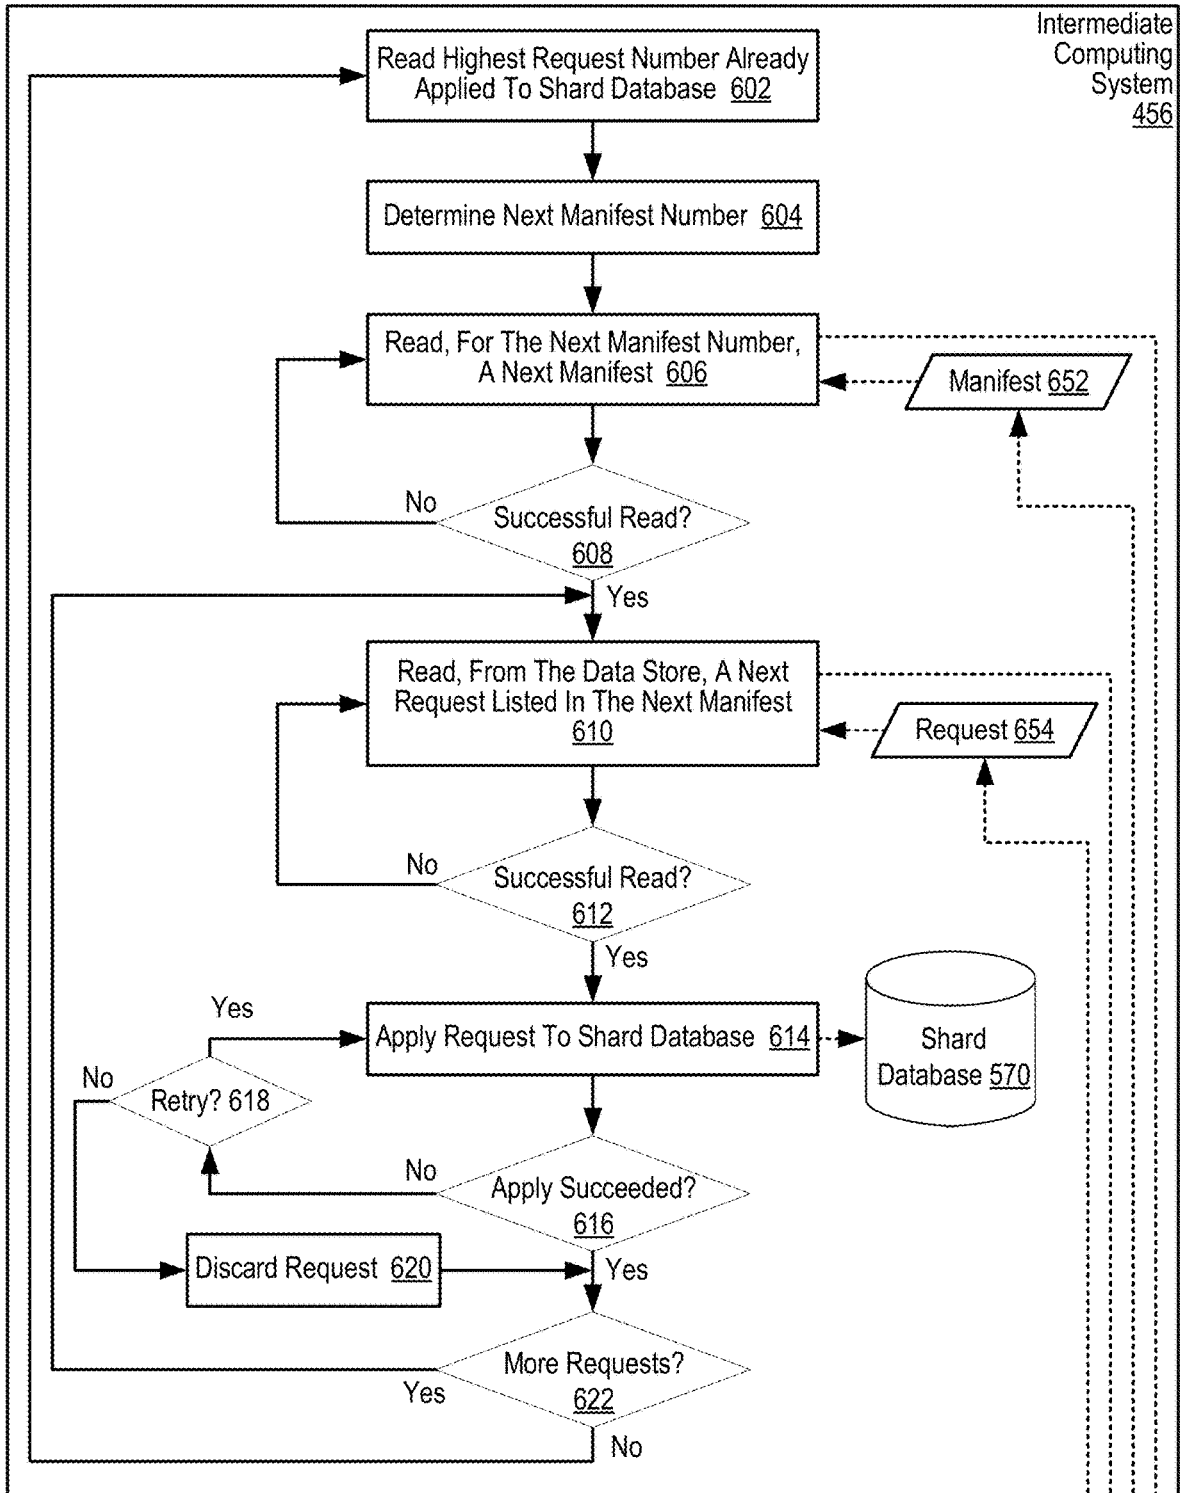 Intermediate
Computing
System
456
Read Highest Request Number Already
Applied To Shard Database 602
Determine Next Manifest Number 604
Read, For The Next Manifest Number,
A Next Manifest 606
Manifest 652
No
Successful Read?
608
Yes
Read, From The Data Store, A Next
Request Listed In The Next Manifest
610
Request 654
No
Successful Read?
612
Yes
Yes
Apply Request To Shard Database 614
Shard
Database 570
No
Retry? 618
No
Apply Succeeded?
616
Discard Request 620
Yes
More Requests?
622
Yes
No